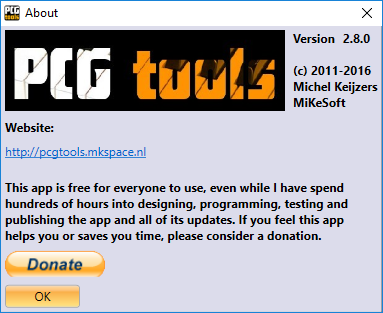 PCG tools About
PCG tools
Version 2.8.0
(c) 2011-2016
Michel Keijzers
MiKeSoft
Website:
http://pcgtools.mkspace.nl
This app is free for everyone to use, even while I have spend
hundreds of hours into designing, programming, testing and
publishing the app and all of its updates. If you feel this app
helps you or saves you time, please consider a donation.
Donate
OK